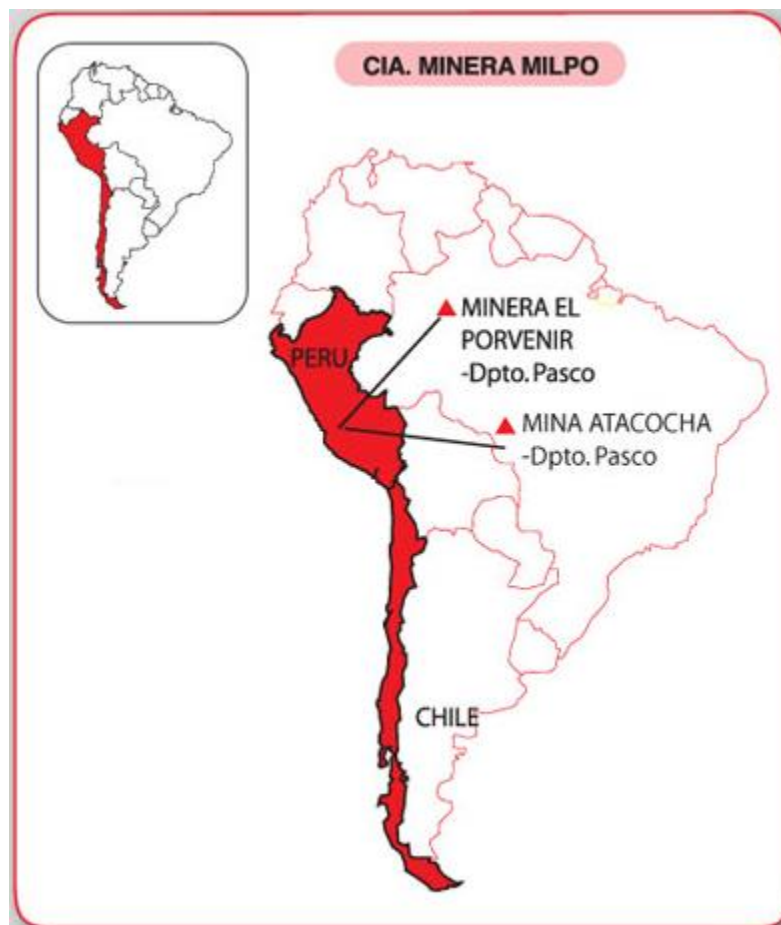 CIA. MINERA MILPO
MINERA EL
PORVENIR
-Dpto. Pasco
PERU
MINA ATACOCHA
-Dpto. Pasco
CHILE